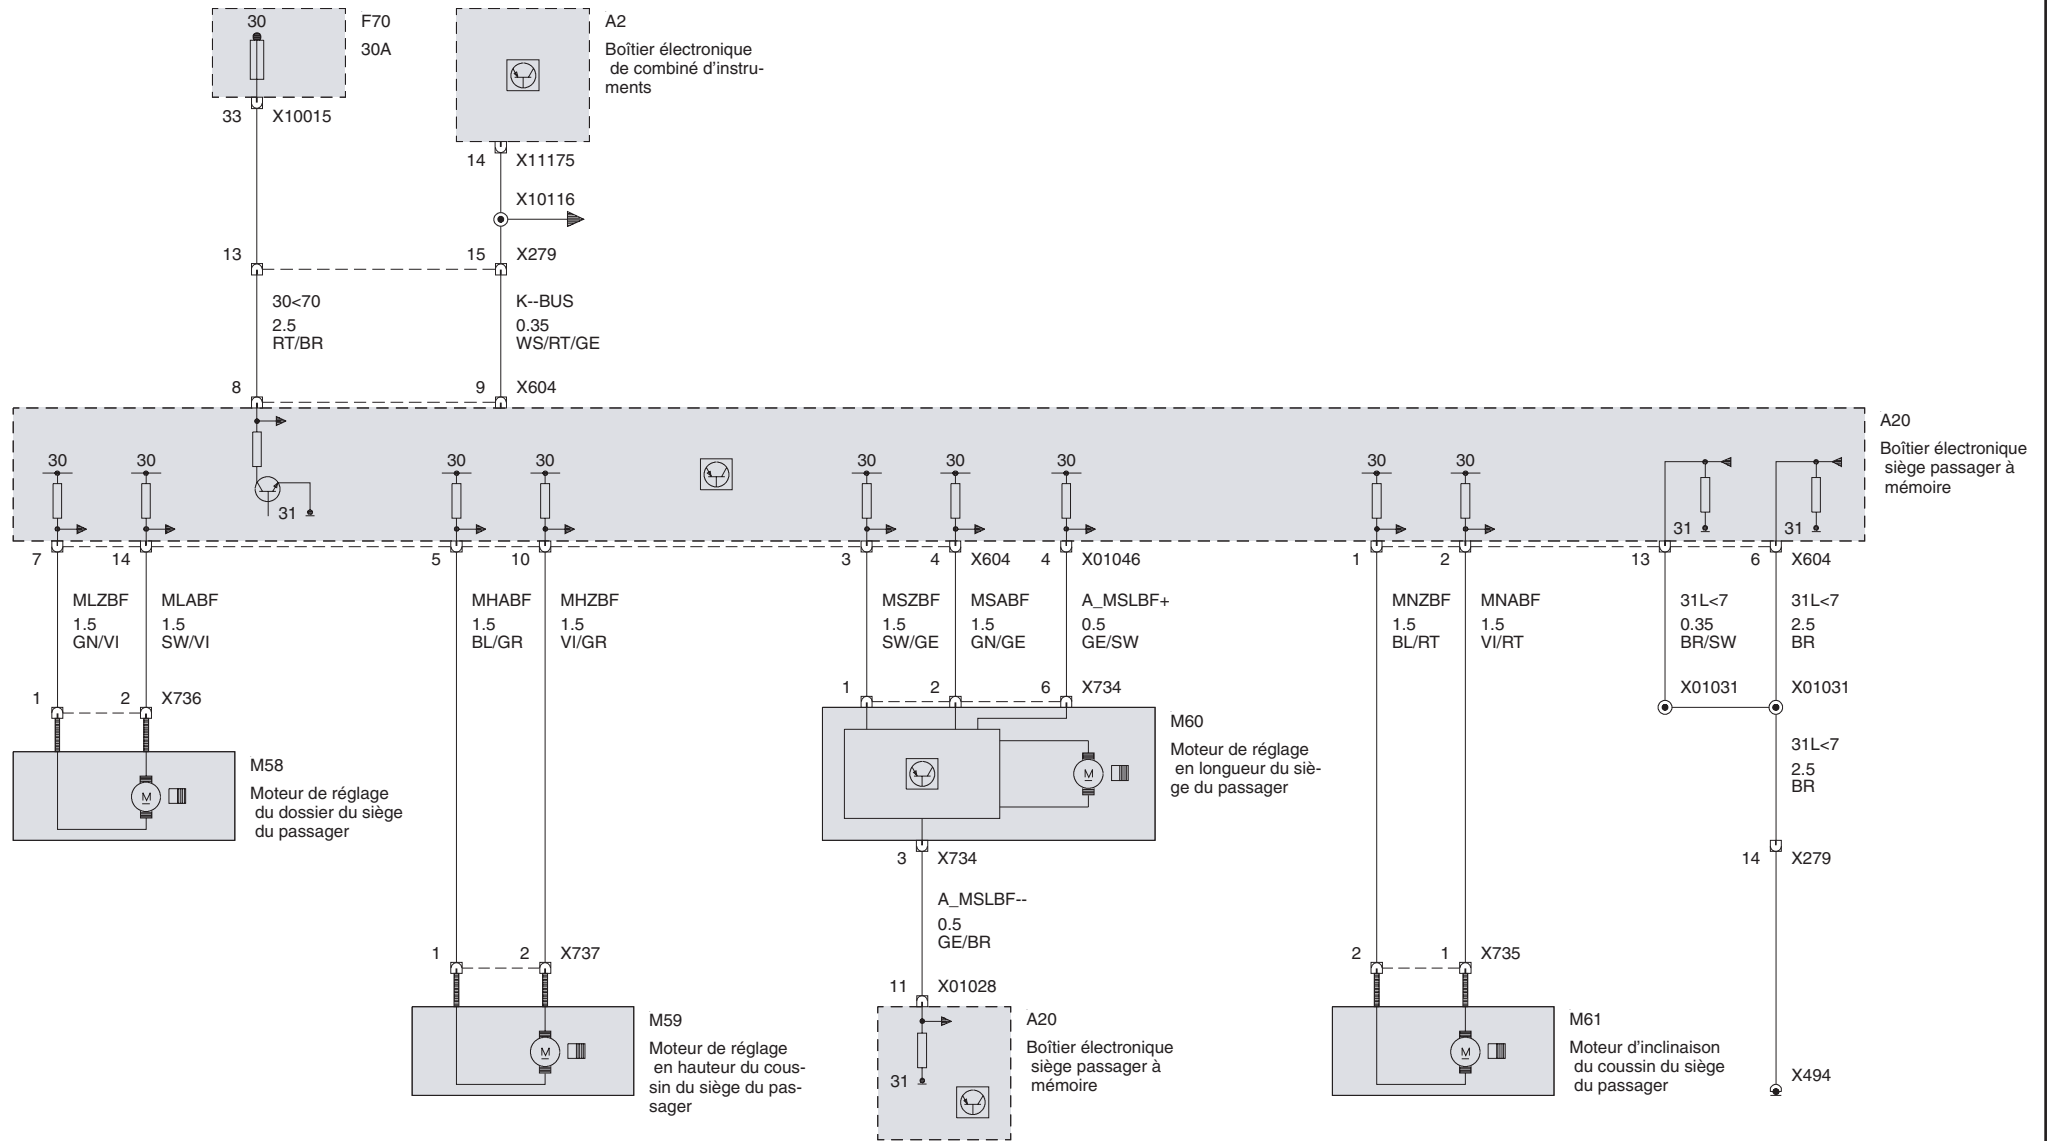 30
F70
30A
A2
Boîtier électronique
de combiné d'instru-
ments
33 X10015
14 X11175
X10116
13
15 X279
30<70
2.5
RT/BR
K--BUS
0.35
WS/RT/GE
8
9 X604
A20
Boîtier électronique
siège passager à
mémoire
30 30 30 30 30 30 30 30 30
31
31 31
7 14 5 10 3 4 X604 4 X01046 1 2 13 6 X604
MLZBF
1.5
GN/VI
MLABF
1.5
SW/VI
MHABF
1.5
BL/GR
MHZBF
1.5
VI/GR
MSZBF
1.5
SW/GE
MSABF
1.5
GN/GE
A_MSLBF+
0.5
GE/SW
MNZBF
1.5
BL/RT
MNABF
1.5
VI/RT
31L<7
0.35
BR/SW
31L<7
2.5
BR
1 2 X736
1 2 6 X734
X01031 X01031
M
M58
Moteur de réglage
du dossier du siège
du passager
M
M60
Moteur de réglage
en longueur du siè-
ge du passager
31L<7
2.5
BR
3 X734
14 X279
A_MSLBF--
0.5
GE/BR
1 2 X737
2 1 X735
11 X01028
M
M59
Moteur de réglage
en hauteur du cous-
sin du siège du pas-
sager
31
A20
Boîtier électronique
siège passager à
mémoire
M
M61
Moteur d'inclinaison
du coussin du siège
du passager
X494